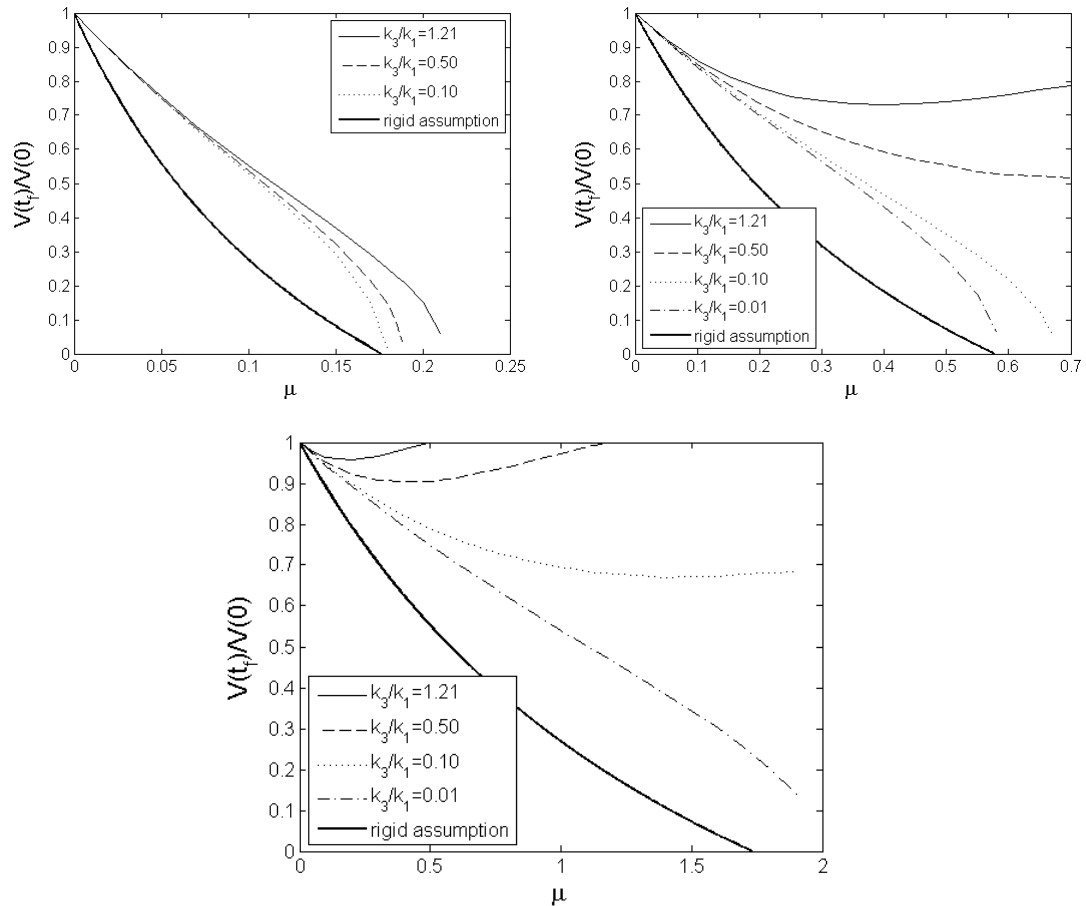 1
0.9
0.8
0.7
0.6
0.5
0.4
0.3
0.2
0.1
0
V(t_f)/V(0)
k_3/k_1=1.21
k_3/k_1=0.50
k_3/k_1=0.10
rigid assumption
0 0.05 0.1 0.15 0.2 0.25
μ
1
0.9
0.8
0.7
0.6
0.5
0.4
0.3
0.2
0.1
0
V(t_f)/V(0)
k_3/k_1=1.21
k_3/k_1=0.50
k_3/k_1=0.10
k_3/k_1=0.01
rigid assumption
0 0.1 0.2 0.3 0.4 0.5 0.6 0.7
μ
1
0.9
0.8
0.7
0.6
0.5
0.4
0.3
0.2
0.1
0
V(t_f)/V(0)
k_3/k_1=1.21
k_3/k_1=0.50
k_3/k_1=0.10
k_3/k_1=0.01
rigid assumption
0 0.5 1 1.5 2
μ